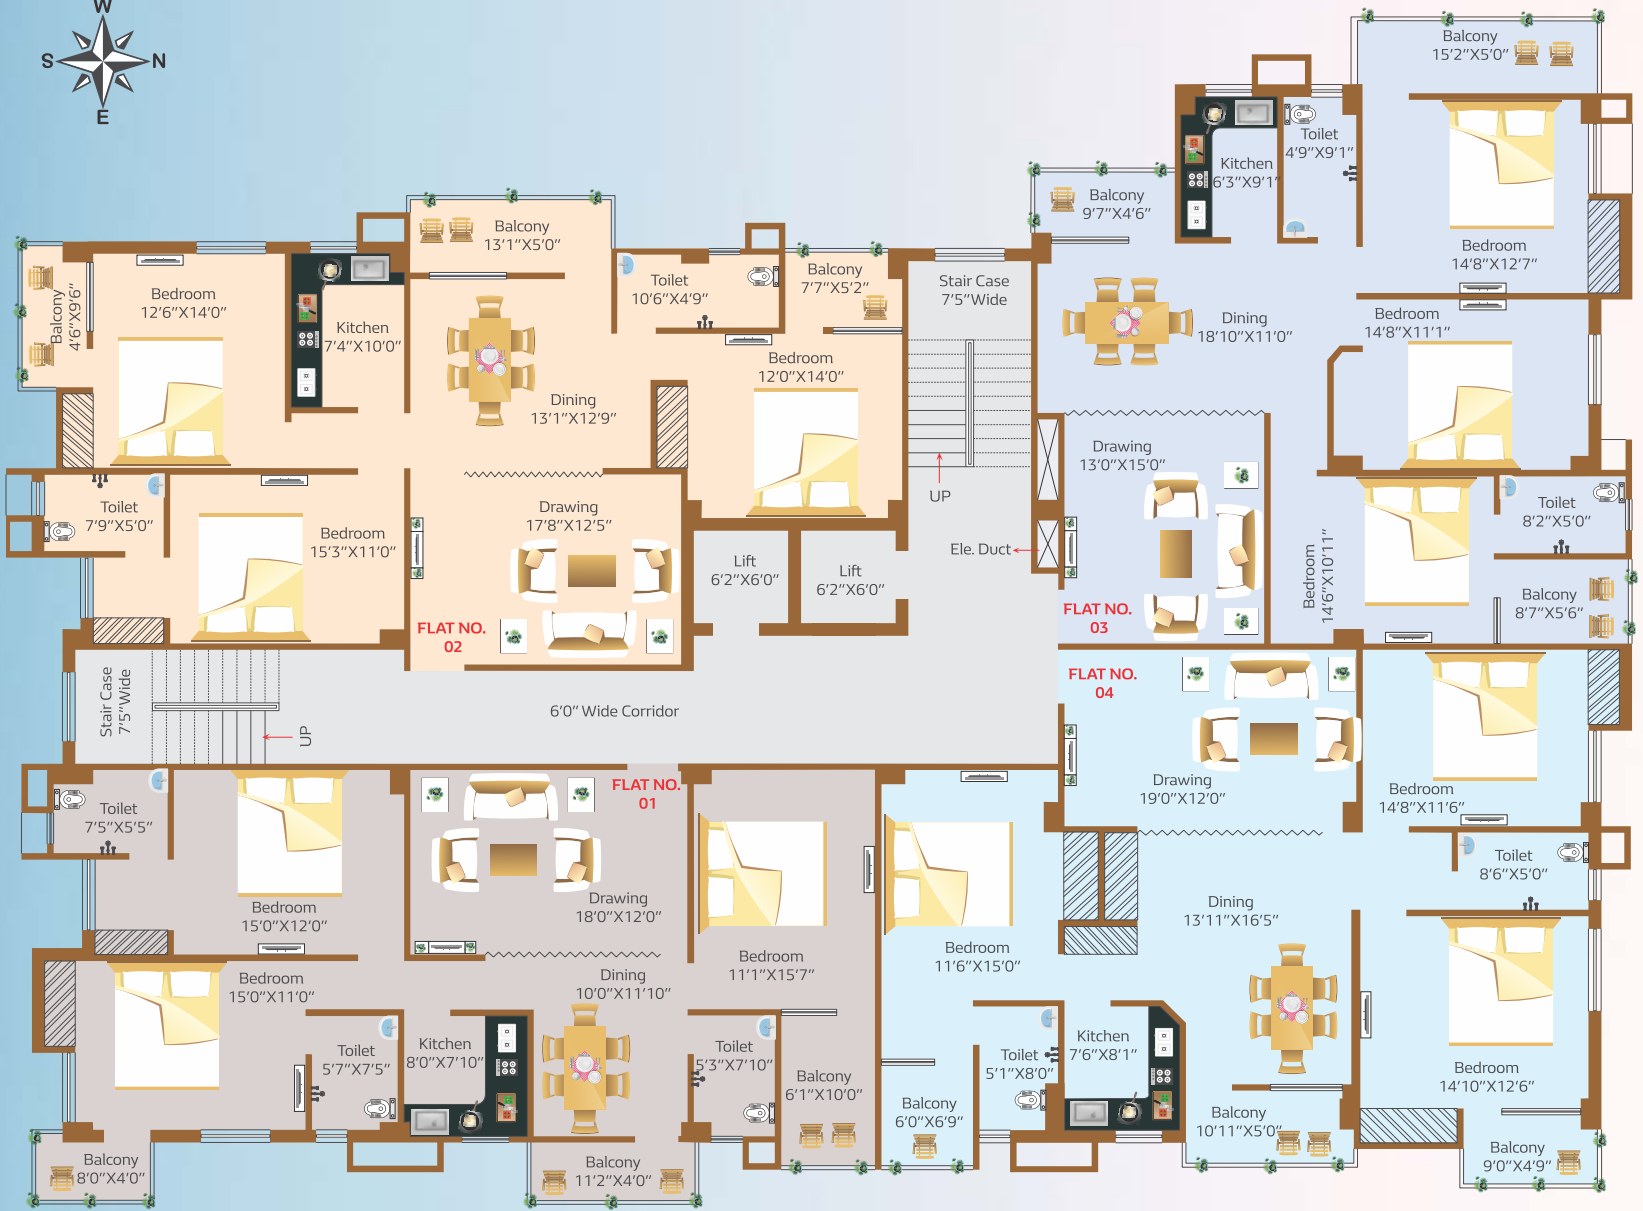 W
S
N
E
Balcony
15'2"X5'0"
Toilet
4'9"X9'1"
Kitchen
6'3"X9'1"
Balcony
9'7"X4'6"
Bedroom
14'8"X12'7"
Balcony
13'1"X5'0"
Toilet
10'6"X4'9"
Balcony
7'7"X5'2"
Stair Case
7'5"Wide
Balcony
4'6"X9'6"
Bedroom
12'6"X14'0"
Kitchen
7'4"X10'0"
Dining
18'10"X11'0"
Bedroom
14'8"X11'1"
Bedroom
12'0"X14'0"
Dining
13'1"X12'9"
Drawing
13'0"X15'0"
UP
Toilet
7'9"X5'0"
Bedroom
15'3"X11'0"
Drawing
17'8"X12'5"
Toilet
8'2"X5'0"
Lift
6'2"X6'0"
Lift
6'2"X6'0"
Ele. Duct
Bedroom
14'6"X10'11"
Balcony
8'7"X5'6"
FLAT NO.
02
FLAT NO.
03
FLAT NO.
04
Stair Case
7'5"Wide
UP
6'0" Wide Corridor
Drawing
19'0"X12'0"
Bedroom
14'8"X11'6"
FLAT NO.
01
Toilet
7'5"X5'5"
Toilet
8'6"X5'0"
Bedroom
15'0"X12'0"
Drawing
18'0"X12'0"
Dining
13'11"X16'5"
Bedroom
11'1"X15'7"
Bedroom
11'6"X15'0"
Bedroom
15'0"X11'0"
Dining
10'0"X11'10"
Toilet
5'7"X7'5"
Kitchen
8'0"X7'10"
Toilet
5'3"X7'10"
Toilet
5'1"X8'0"
Kitchen
7'6"X8'1"
Bedroom
14'10"X12'6"
Balcony
6'1"X10'0"
Balcony
6'0"X6'9"
Balcony
10'11"X5'0"
Balcony
8'0"X4'0"
Balcony
11'2"X4'0"
Balcony
9'0"X4'9"